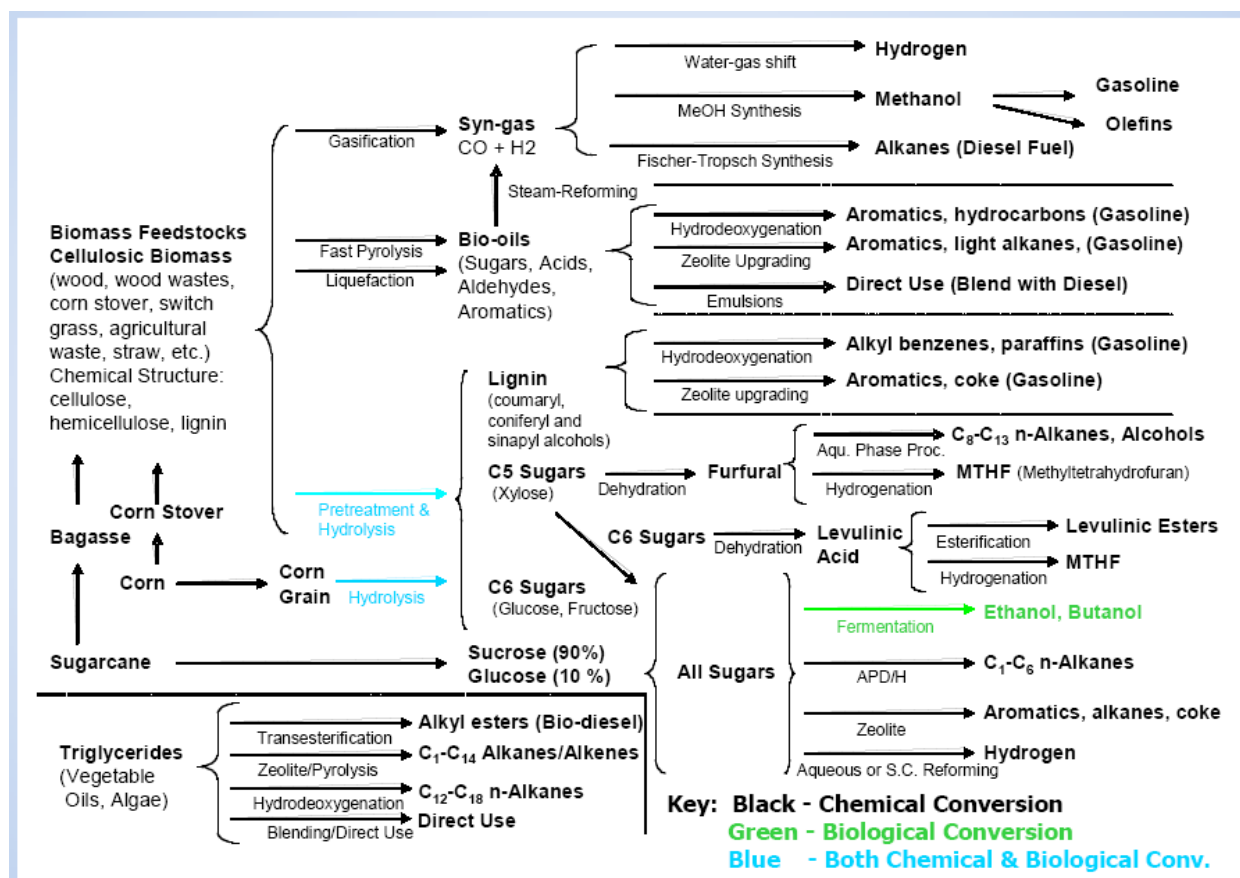 Water-gas shift
Hydrogen
MeOH Synthesis
Methanol
Gasoline
Olefins
Gasification
Syn-gas
CO + H2
Fischer-Tropsch Synthesis
Alkanes (Diesel Fuel)
Steam-Reforming
Biomass Feedstocks
Cellulosic Biomass
(wood, wood wastes,
corn stover, switch
grass, agricultural
waste, straw, etc.)
Chemical Structure:
cellulose,
hemicellulose, lignin
Fast Pyrolysis
Liquefaction
Bio-oils
(Sugars, Acids,
Aldehydes,
Aromatics)
Hydrodeoxygenation
Aromatics, hydrocarbons (Gasoline)
Zeolite Upgrading
Aromatics, light alkanes, (Gasoline)
Emulsions
Direct Use (Blend with Diesel)
Pretreatment &
Hydrolysis
Lignin
(coumaryl,
coniferyl and
sinapyl alcohols)
Hydrodeoxygenation
Alkyl benzenes, paraffins (Gasoline)
Zeolite upgrading
Aromatics, coke (Gasoline)
C5 Sugars
(Xylose)
Dehydration
Furfural
Aqu. Phase Proc.
C8-C13 n-Alkanes, Alcohols
Hydrogenation
MTHF (Methyltetrahydrofuran)
C6 Sugars
Dehydration
Levulinic
Acid
Esterification
Levulinic Esters
Hydrogenation
MTHF
Corn Stover
Bagasse
Corn
Corn
Grain
Hydrolysis
C6 Sugars
(Glucose, Fructose)
Sugarcane
Sucrose (90%)
Glucose (10 %)
All Sugars
Fermentation
Ethanol, Butanol
APD/H
C1-C6 n-Alkanes
Zeolite
Aromatics, alkanes, coke
Aqueous or S.C. Reforming
Hydrogen
Triglycerides
(Vegetable
Oils, Algae)
Transesterification
Alkyl esters (Bio-diesel)
Zeolite/Pyrolysis
C1-C14 Alkanes/Alkenes
Hydrodeoxygenation
C12-C18 n-Alkanes
Blending/Direct Use
Direct Use
Key: Black - Chemical Conversion
Green - Biological Conversion
Blue - Both Chemical & Biological Conv.